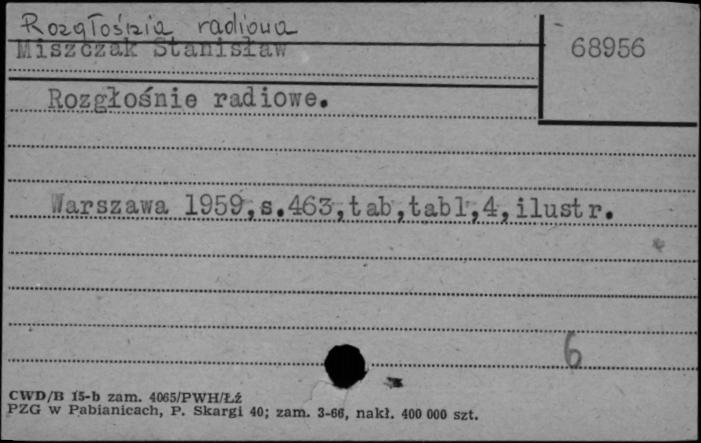 Rozgłośnia radiowa
Miszczak Stanisław
68956
Rozgłośnie radiowe.
Warszawa 1959,s.463,tab,tabl,4,ilustr.
6
CWD/B 15-b zam. 4065/PWH/Łź
PZG w Pabianicach, P. Skargi 40; zam. 3-66, nakł. 400 000 szt.